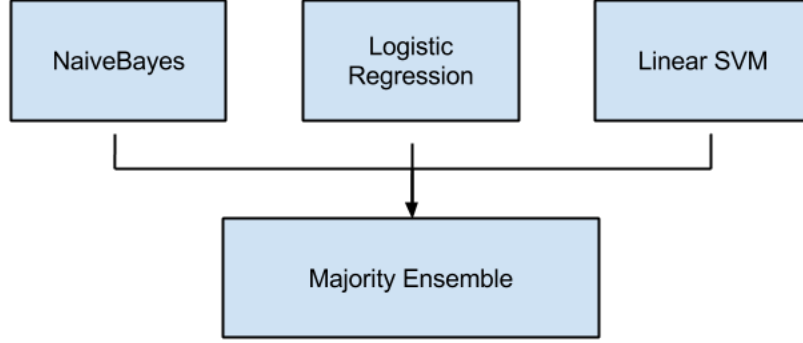 NaiveBayes
Logistic
Regression
Linear SVM
Majority Ensemble